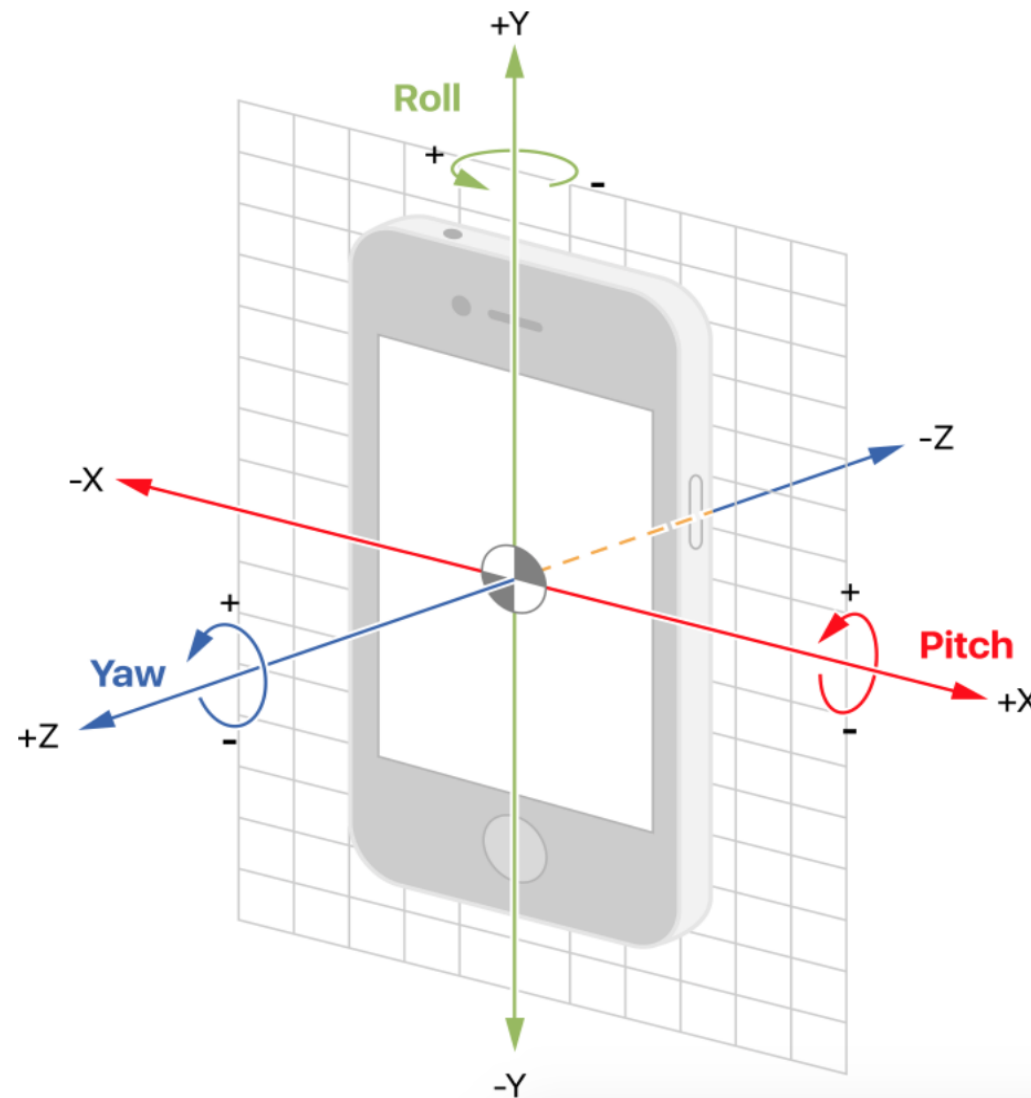 +Y
Roll
+
-
-Z
-X
+
+
Yaw
Pitch
+Z
-
-
+X
-Y